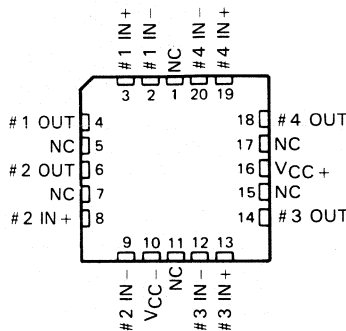 #1 IN+
#1 IN-
NC
#4 IN-
#4 IN+
3 2 1 20 19
#1 OUT 4
NC 5
#2 OUT 6
NC 7
#2 IN+ 8
18 #4 OUT
17 NC
16 VCC+
15 NC
14 #3 OUT
9 10 11 12 13
#2 IN-
VCC-
NC
#3 IN-
#3 IN+